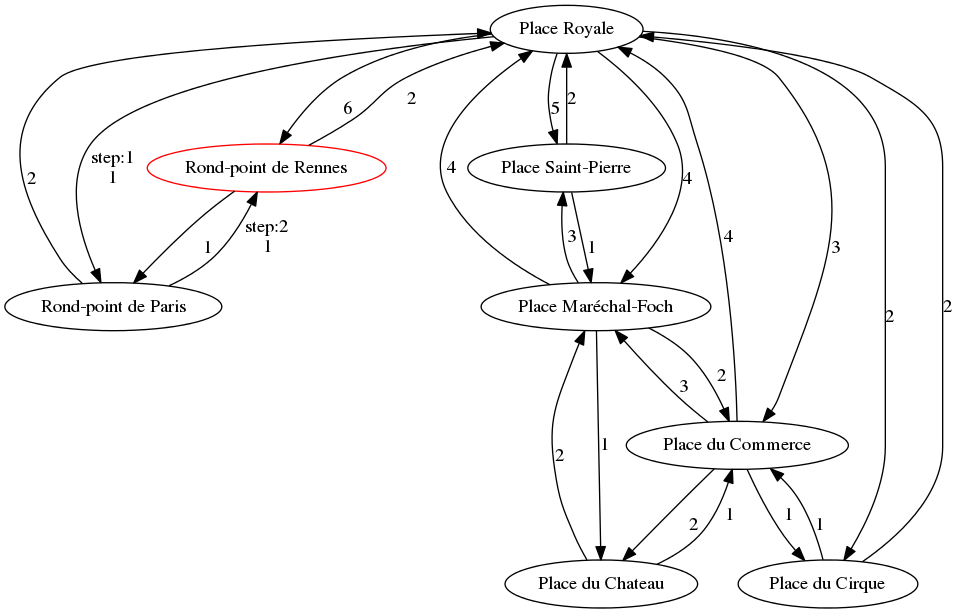 Place Royale
6
2
5
2
step:1
1
Rond-point de Rennes
Place Saint-Pierre
2
4
4
1
step:2
1
3
1
3
4
Rond-point de Paris
Place Maréchal-Foch
2
2
3
2
Place du Commerce
1
2
2
1
1
1
Place du Chateau
Place du Cirque